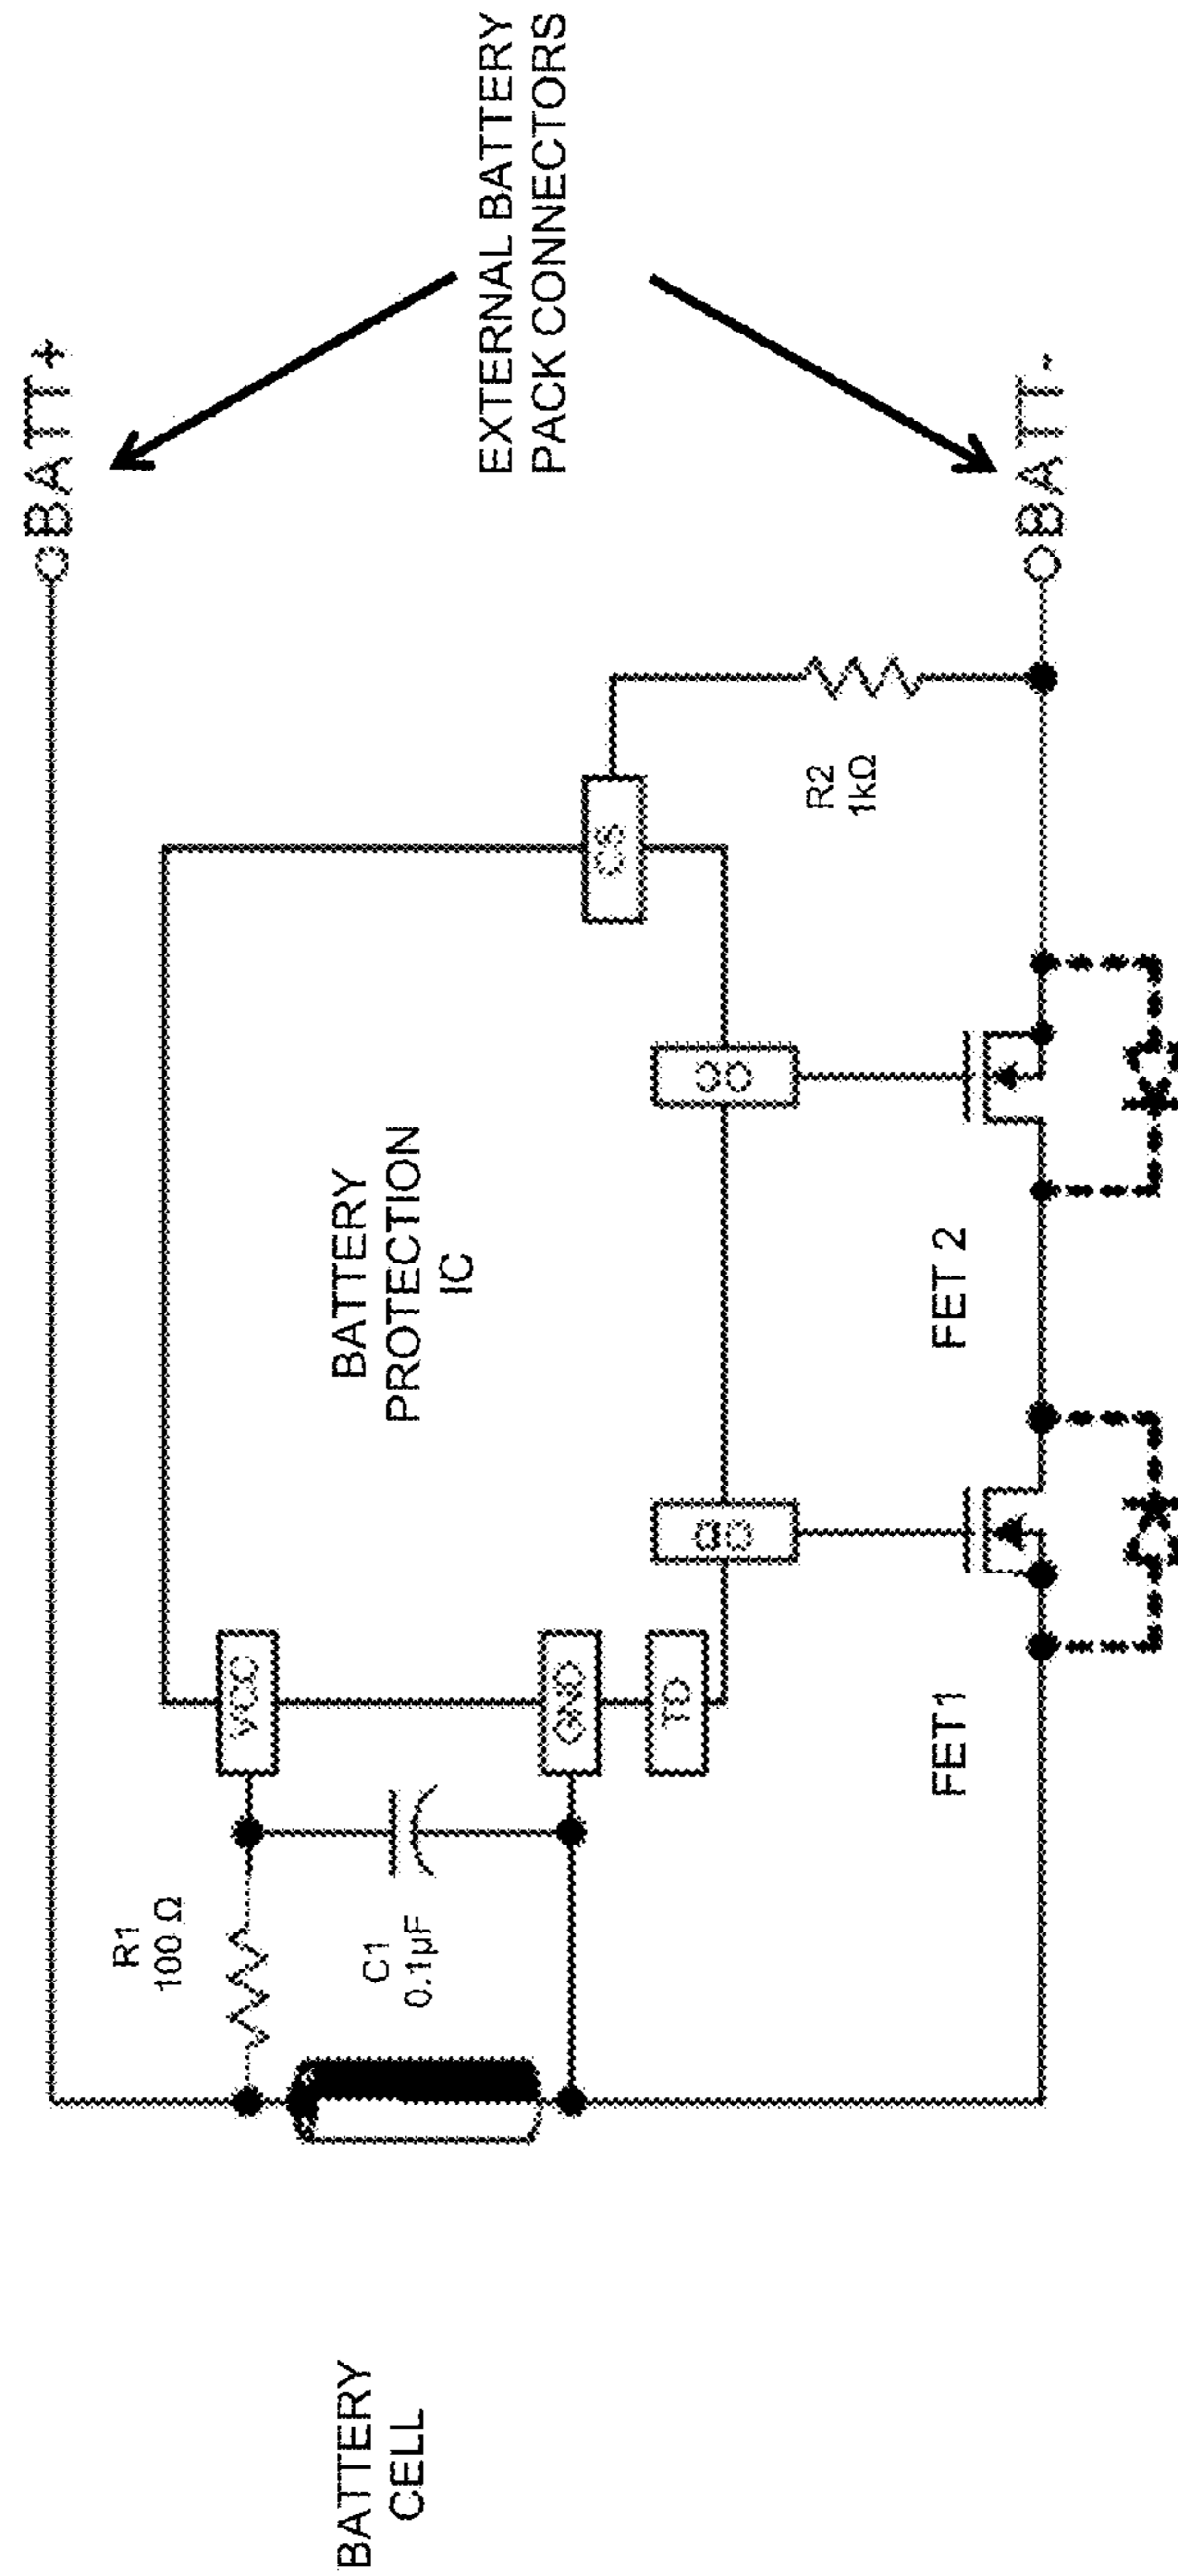 BATT+
EXTERNAL BATTERY
PACK CONNECTORS
BATT-
BATTERY
PROTECTION
IC
VCC
GND
TD
OD
OC
CS
R1
100 Ω
C1
0.1µF
R2
1kΩ
FET1
FET 2
BATTERY
CELL